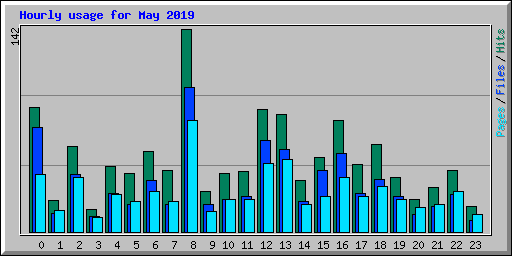 Hourly usage for May 2019
142
Pages / Files / Hits
0 1 2 3 4 5 6 7 8 9 10 11 12 13 14 15 16 17 18 19 20 21 22 23